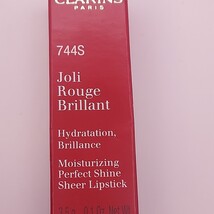 CLARINS
PARIS
744S
Joli
Rouge
Brillant
Hydratation,
Brillance
Moisturizing
Perfect Shine
Sheer Lipstick